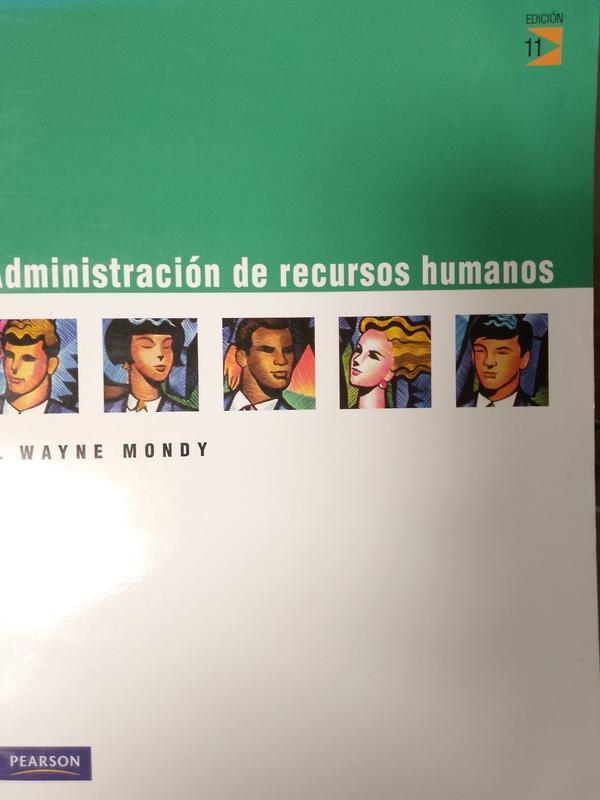 EDICIÓN
11
Administración de recursos humanos
. WAYNE MONDY
PEARSON